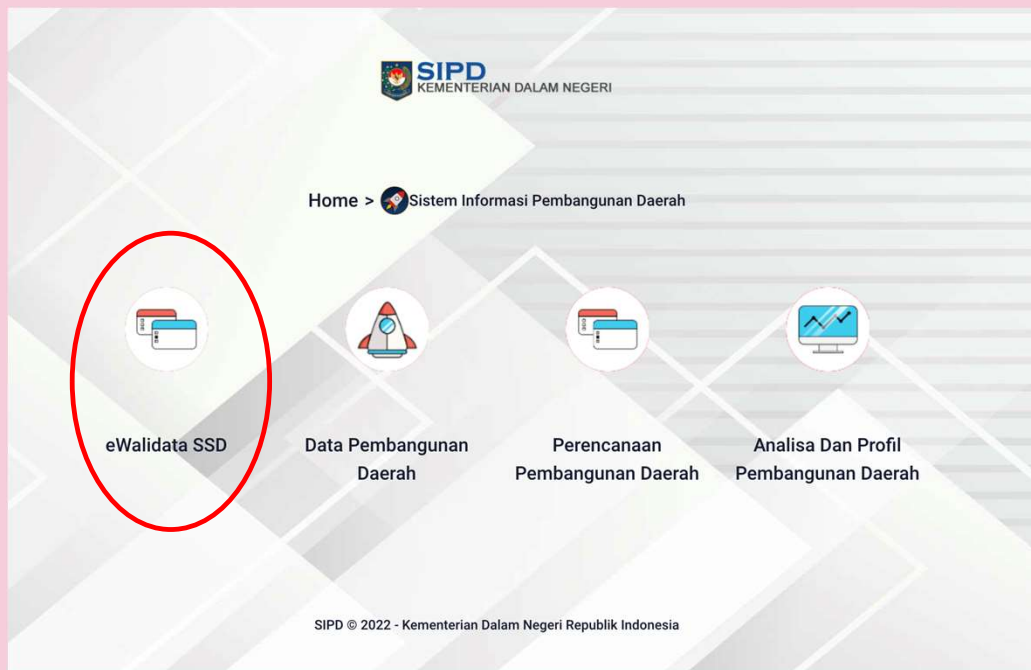 SIPD
KEMENTERIAN DALAM NEGERI
Home > Sistem Informasi Pembangunan Daerah
eWalidata SSD
Data Pembangunan
Daerah
Perencanaan
Pembangunan Daerah
Analisa Dan Profil
Pembangunan Daerah
SIPD © 2022 - Kementerian Dalam Negeri Republik Indonesia